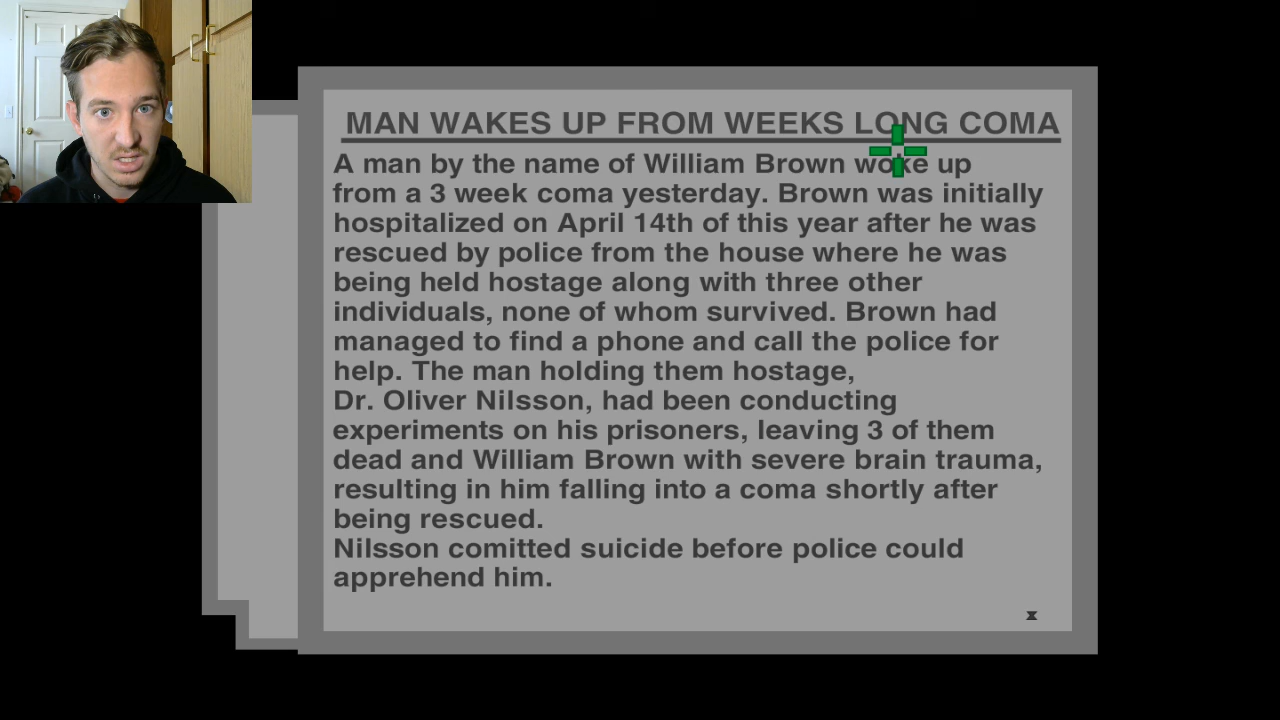 MAN WAKES UP FROM WEEKS LONG COMA
A man by the name of William Brown woke up
from a 3 week coma yesterday. Brown was initially
hospitalized on April 14th of this year after he was
rescued by police from the house where he was
being held hostage along with three other
individuals, none of whom survived. Brown had
managed to find a phone and call the police for
help. The man holding them hostage,
Dr. Oliver Nilsson, had been conducting
experiments on his prisoners, leaving 3 of them
dead and William Brown with severe brain trauma,
resulting in him falling into a coma shortly after
being rescued.
Nilsson comitted suicide before police could
apprehend him.